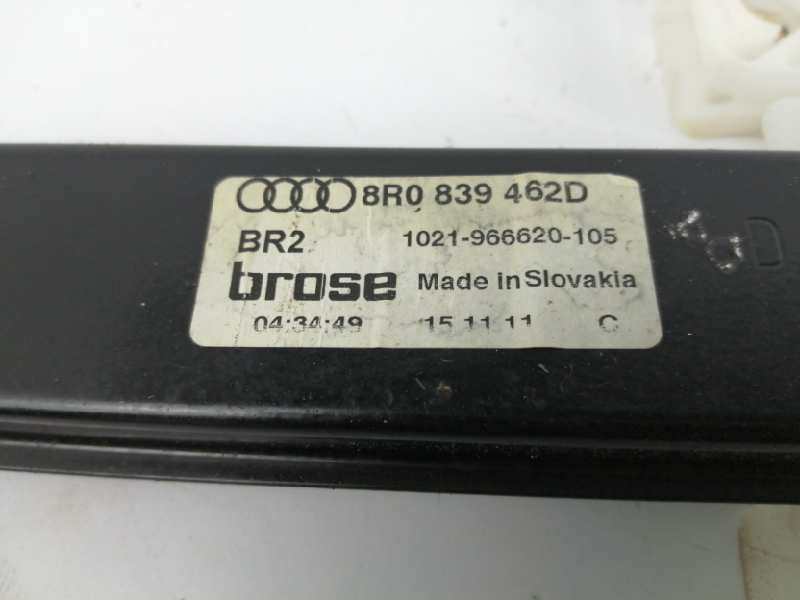 8R0 839 462D
BR2 1021-966620-105
brose Made in Slovakia
04:34:49 15.11.11 C
D